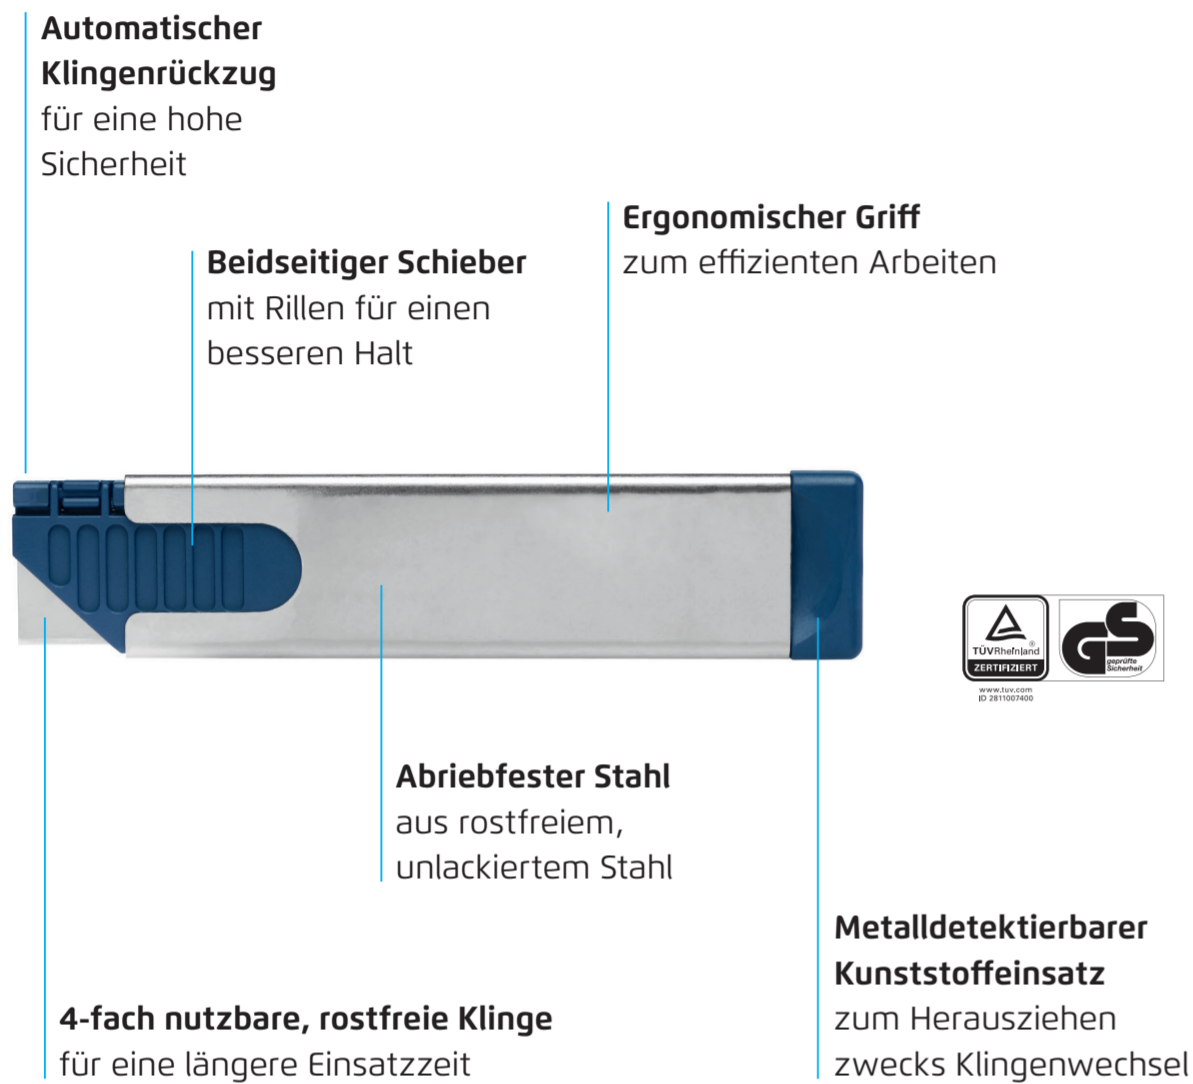 Automatischer
Klingenrückzug
für eine hohe
Sicherheit
Ergonomischer Griff
zum effizienten Arbeiten
Beidseitiger Schieber
mit Rillen für einen
besseren Halt
TÜVRheinland®
ZERTIFIZIERT
www.tuv.com
ID 2811007400
GS
geprüfte
Sicherheit
Abriebfester Stahl
aus rostfreiem,
unlackiertem Stahl
Metalldetektierbarer
Kunststoffeinsatz
zum Herausziehen
zwecks Klingenwechsel
4-fach nutzbare, rostfreie Klinge
für eine längere Einsatzzeit